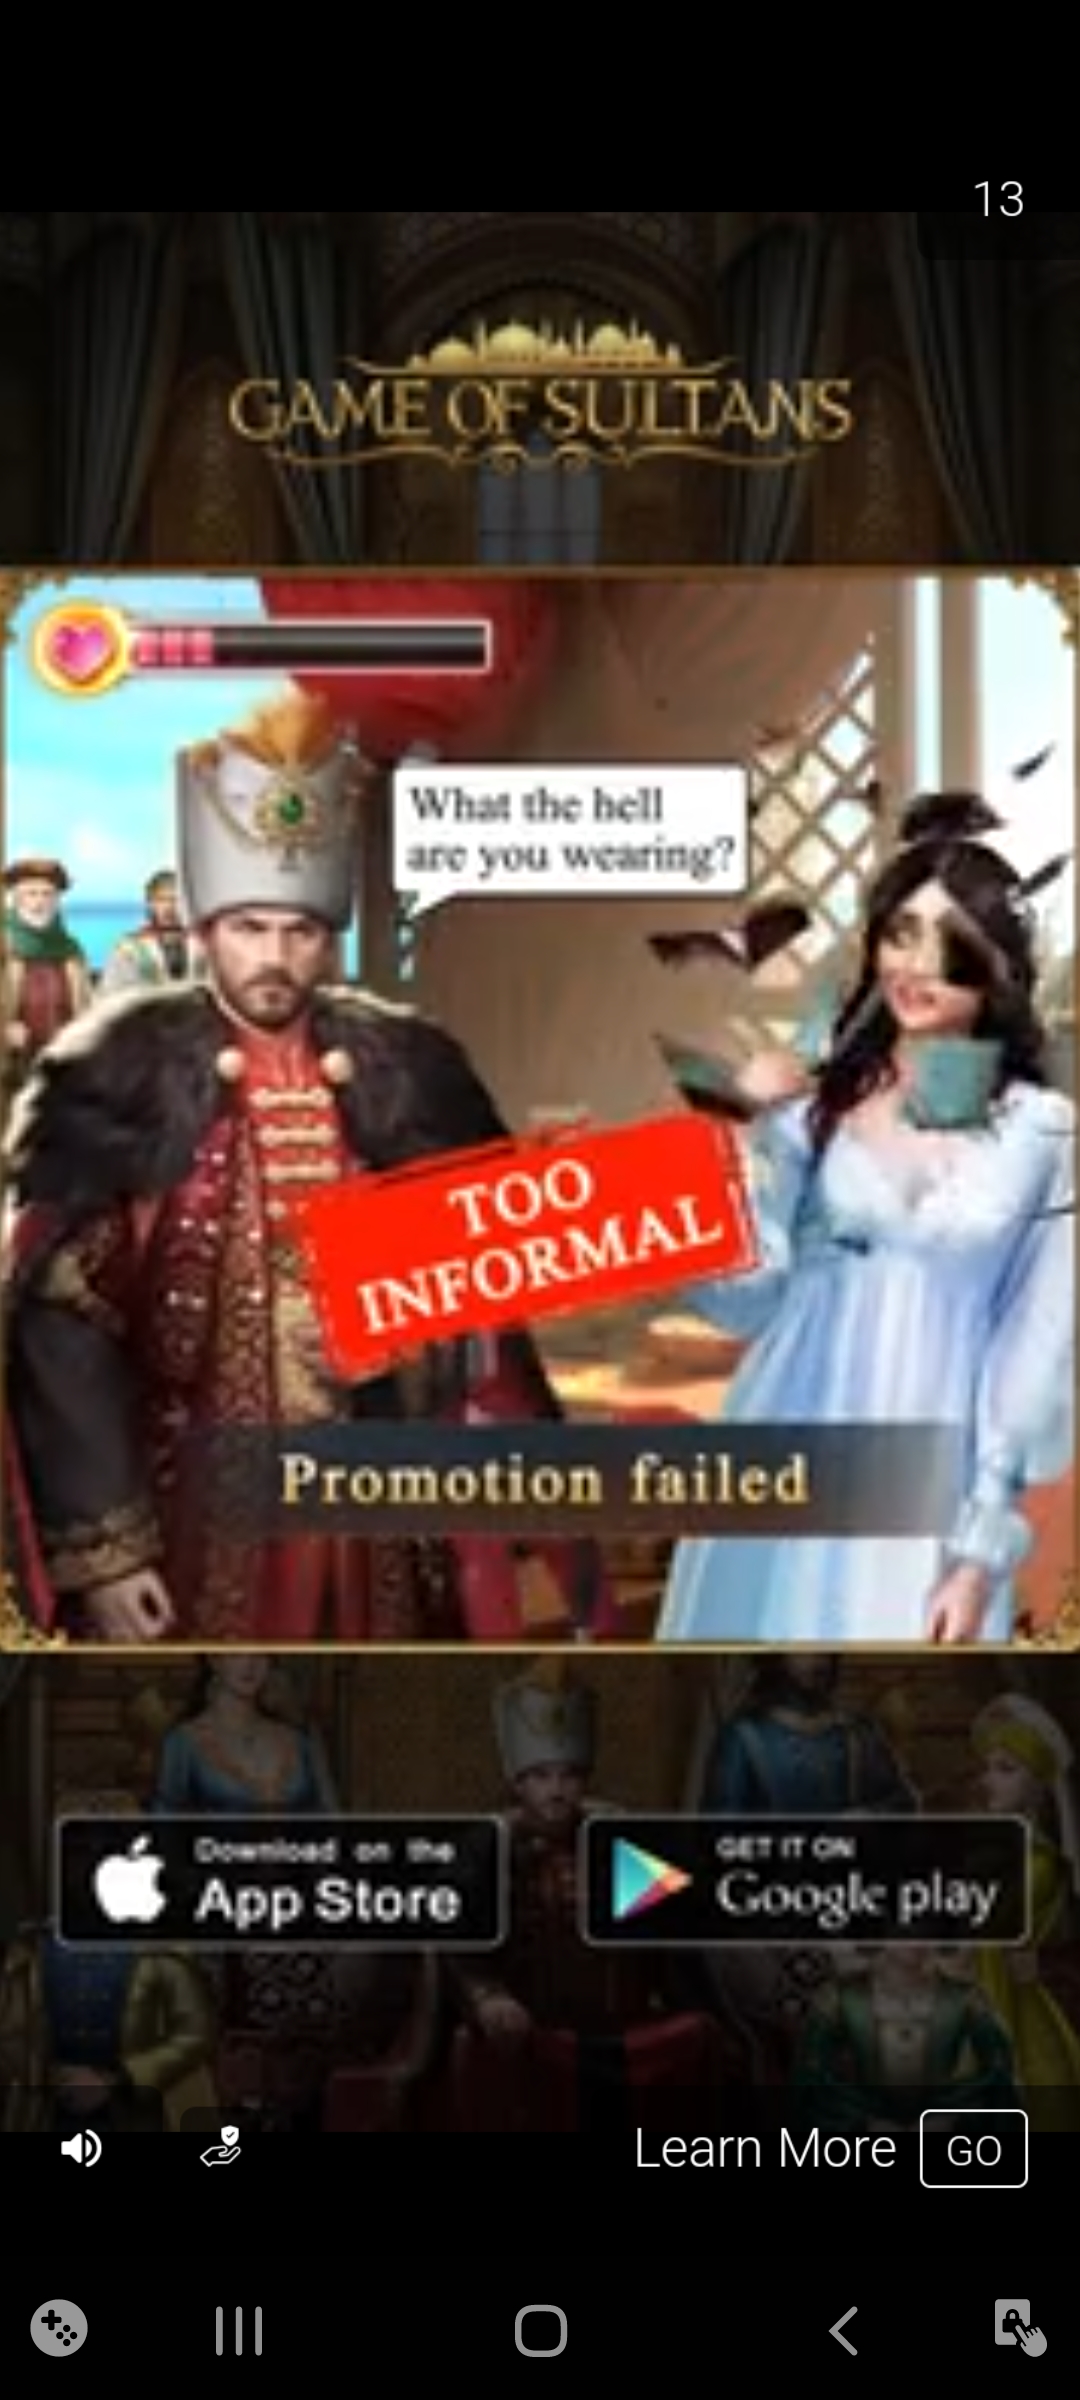 13
GAME OF SULTANS
What the hell
are you wearing?
TOO
INFORMAL
Promotion failed
Download on the
App Store
GET IT ON
Google play
Learn More
GO